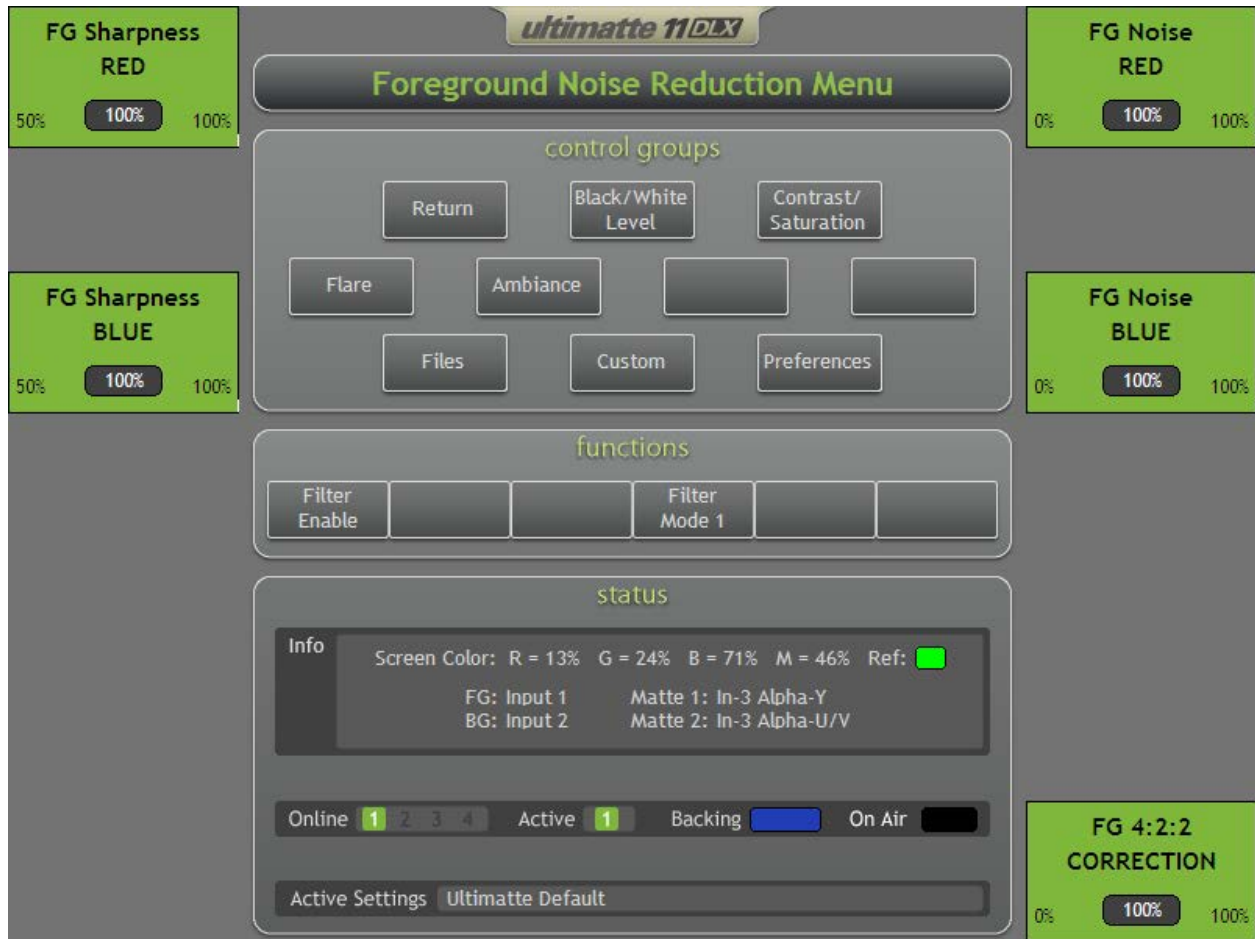 ultimatte 11 DLX
FG Sharpness
RED
50% 100% 100%
Foreground Noise Reduction Menu
FG Noise
RED
0% 100% 100%
control groups
Return
Black/White
Level
Contrast/
Saturation
Flare
Ambiance
Files
Custom
Preferences
FG Sharpness
BLUE
50% 100% 100%
FG Noise
BLUE
0% 100% 100%
functions
Filter
Enable
Filter
Mode 1
status
Info
Screen Color: R = 13% G = 24% B = 71% M = 46% Ref:
FG: Input 1 Matte 1: In-3 Alpha-Y
BG: Input 2 Matte 2: In-3 Alpha-U/V
Online 1 2 3 4 Active 1 Backing On Air
Active Settings Ultimatte Default
FG 4:2:2
CORRECTION
0% 100% 100%